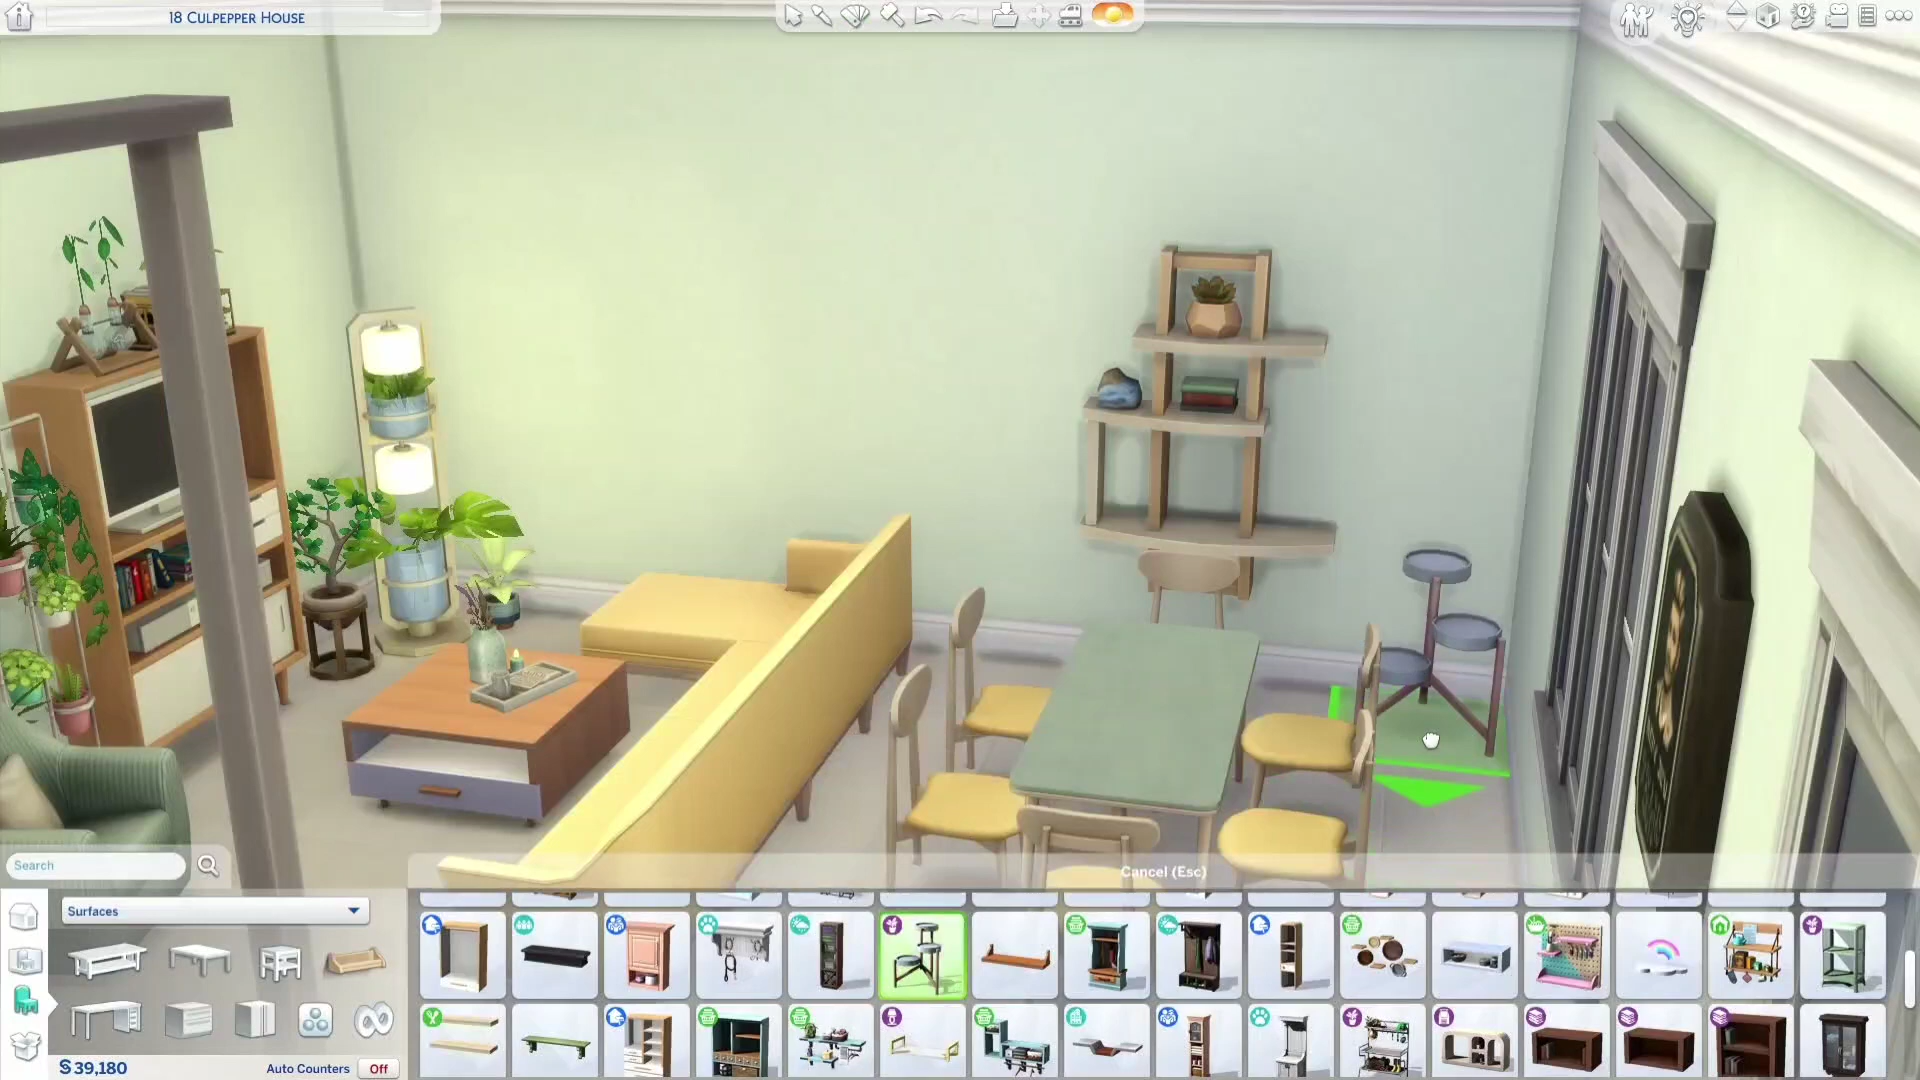 18 Culpepper House
Cancel (Esc)
Search
Surfaces
§39,180
Auto Counters
Off